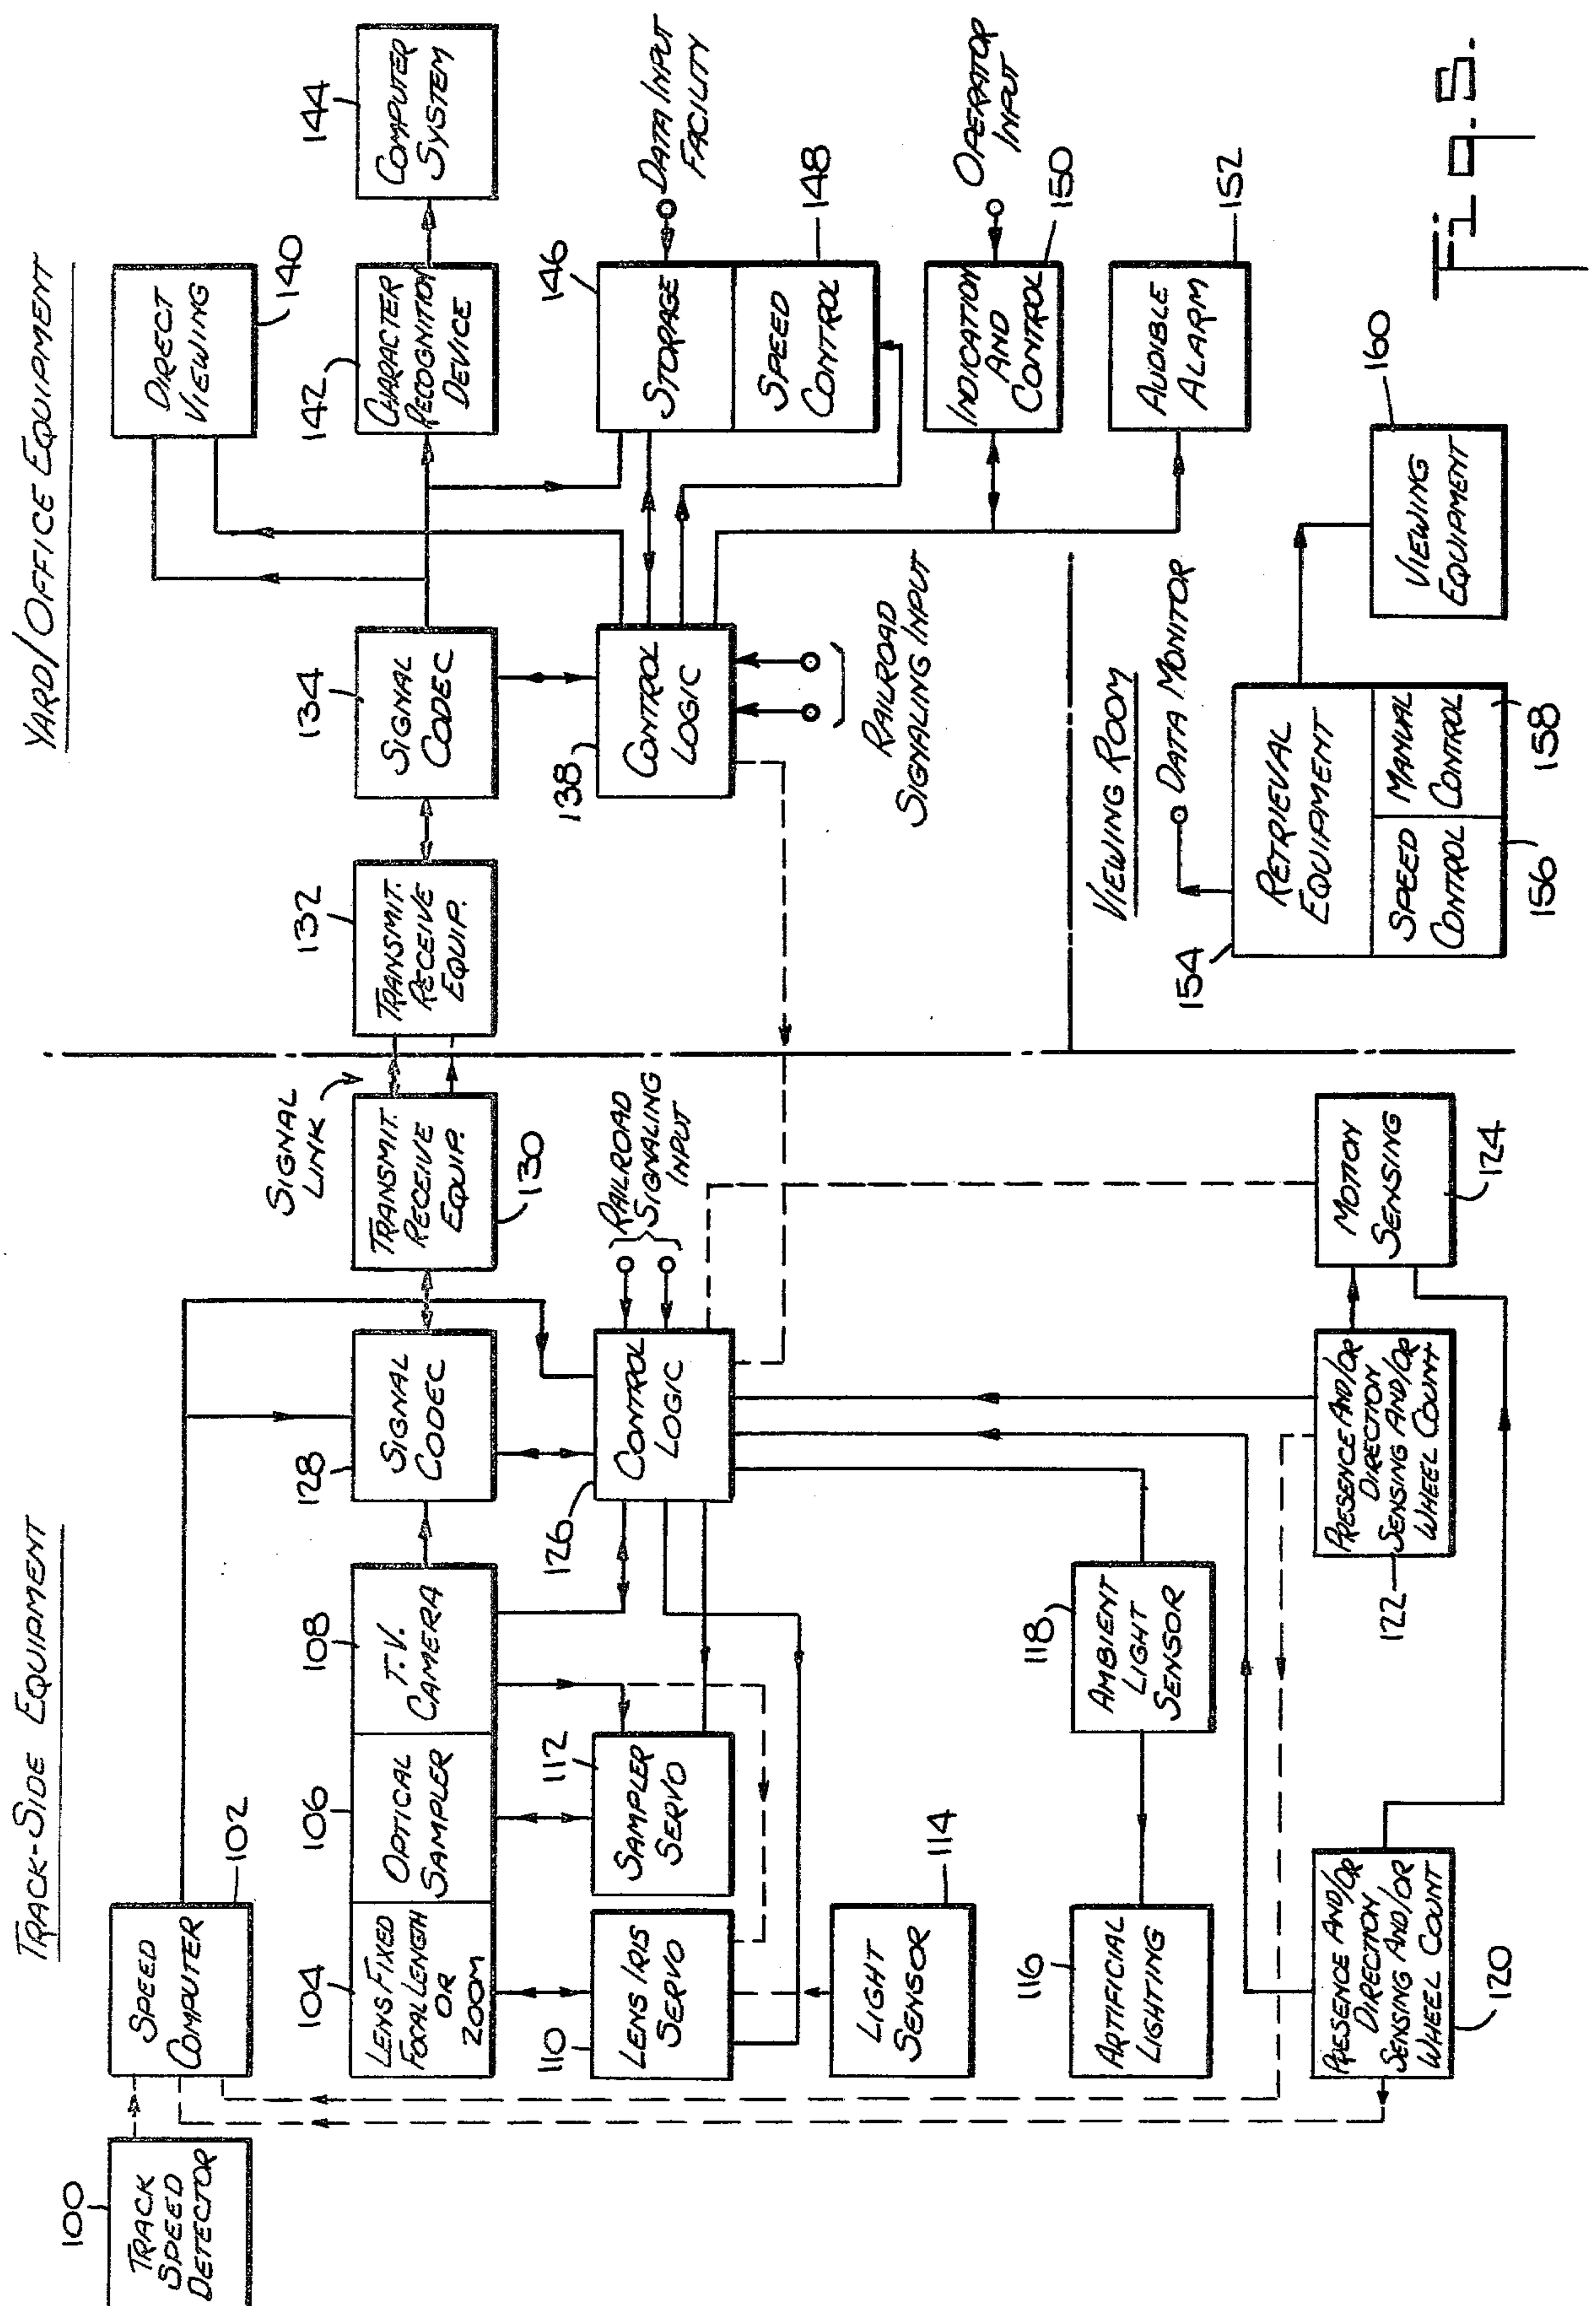 TRACK-SIDE EQUIPMENT
100
TRACK
SPEED
DETECTOR
SPEED
COMPUTER
102
104
LENS FIXED
FOCAL LENGTH
OR
ZOOM
106
OPTICAL
SAMPLER
108
T.V.
CAMERA
128
SIGNAL
CODEC
SIGNAL
LINK
TRANSMIT.
RECEIVE
EQUIP.
130
110
LENS IRIS
SERVO
112
SAMPLER
SERVO
126
CONTROL
LOGIC
RAILROAD
SIGNALING
INPUT
LIGHT
SENSOR
114
116
ARTIFICIAL
LIGHTING
118
AMBIENT
LIGHT
SENSOR
PRESENCE AND/OR
DIRECTION
SENSING AND/OR
WHEEL COUNT
120
PRESENCE AND/OR
DIRECTION
SENSING AND/OR
WHEEL COUNT
122
MOTION
SENSING
124
YARD/OFFICE EQUIPMENT
132
TRANSMIT.
RECEIVE
EQUIP.
134
SIGNAL
CODEC
DIRECT
VIEWING
140
142
CHARACTER
RECOGNITION
DEVICE
144
COMPUTER
SYSTEM
138
CONTROL
LOGIC
RAILROAD
SIGNALING INPUT
146
STORAGE
SPEED
CONTROL
148
DATA INPUT
FACILITY
INDICATION
AND
CONTROL
150
OPERATOR
INPUT
AUDIBLE
ALARM
152
VIEWING ROOM
DATA MONITOR
154
RETRIEVAL
EQUIPMENT
SPEED
CONTROL
156
MANUAL
CONTROL
158
VIEWING
EQUIPMENT
160
Fig. 5.